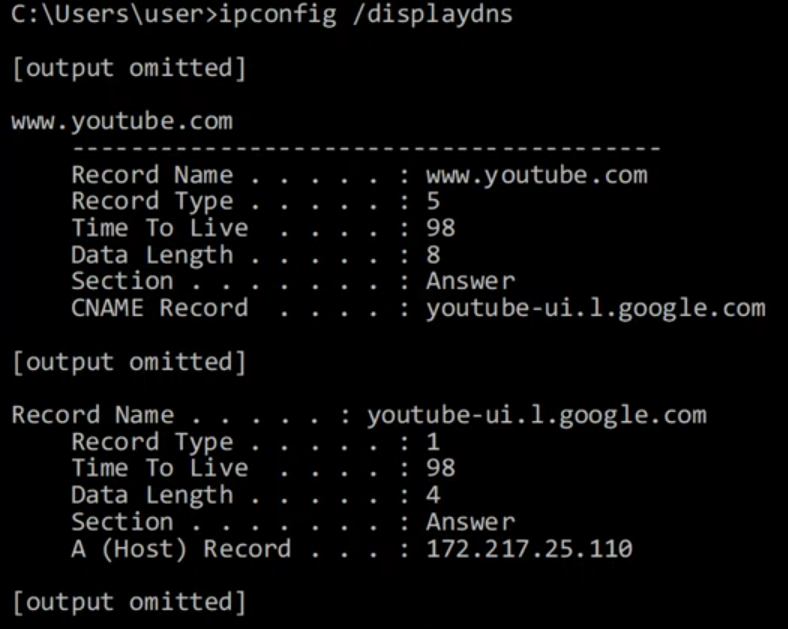 C:\Users\user>ipconfig /displaydns
[output omitted]
www.youtube.com
----------------------------------------
Record Name . . . . . : www.youtube.com
Record Type . . . . . : 5
Time To Live  . . . . : 98
Data Length . . . . . : 8
Section . . . . . . . : Answer
CNAME Record  . . . . : youtube-ui.l.google.com
[output omitted]
Record Name . . . . . : youtube-ui.l.google.com
Record Type . . . . . : 1
Time To Live  . . . . : 98
Data Length . . . . . : 4
Section . . . . . . . : Answer
A (Host) Record . . . : 172.217.25.110
[output omitted]